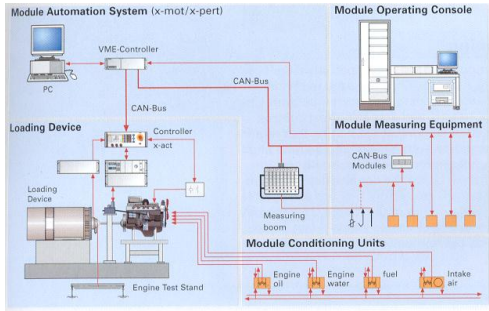 Module Automation System (x-mot/x-pert)
Module Operating Console
VME-Controller
PC
CAN-Bus
CAN-Bus
Loading Device
Controller
x-act
Module Measuring Equipment
CAN-Bus
Modules
Loading
Device
Measuring
boom
Engine Test Stand
Module Conditioning Units
Engine
oil
Engine
water
fuel
Intake
air